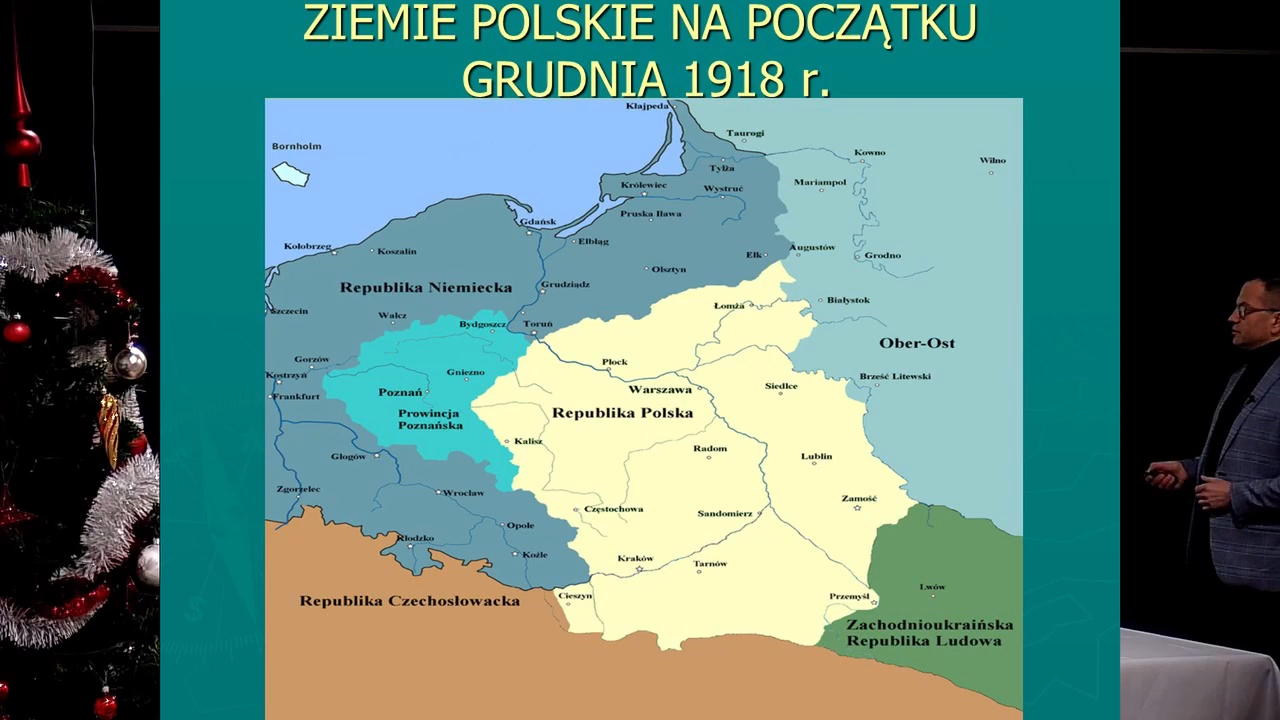 ZIEMIE POLSKIE NA POCZĄTKU
GRUDNIA 1918 r.
Kłajpeda
Taurogi
Bornholm
Kowno
Wilno
Tylża
Mariampol
Królewiec
Wystruć
Pruska Iława
Gdańsk
Elbląg
Kołobrzeg
Koszalin
Augustów
Ełk
Grodno
Olsztyn
Republika Niemiecka
Grudziądz
Białystok
Łomża
Szczecin
Wałcz
Bydgoszcz
Toruń
Ober-Ost
Gorzów
Płock
Kostrzyń
Gniezno
Brześć Litewski
Warszawa
Siedlce
Frankfurt
Poznań
Prowincja
Poznańska
Republika Polska
Kalisz
Radom
Głogów
Lublin
Zgorzelec
Wrocław
Zamość
Częstochowa
Sandomierz
Opole
Kłodzko
Koźle
Kraków
Tarnów
Lwów
Cieszyn
Przemyśl
Republika Czechosłowacka
Zachodnioukraińska
Republika Ludowa